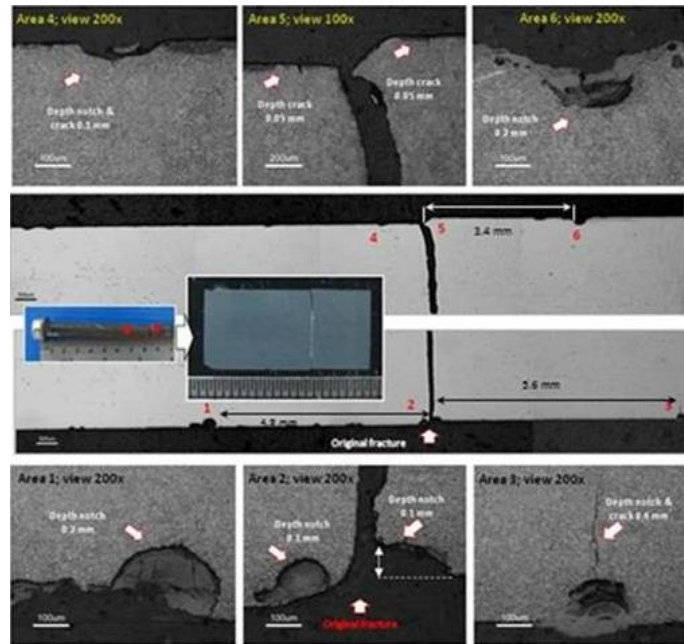 Area 4; view 200x
Depth notch &
crack 0.1 mm
100um
Area 5; view 100x
Depth crack
0.05 mm
Depth crack
0.05 mm
200um
Area 6; view 200x
Depth notch
0.2 mm
100um
4
5
6
3.4 mm
1
2
3
4.8 mm
3.6 mm
Original fracture
Area 1; view 200x
Depth notch
0.2 mm
100um
Area 2; view 200x
Depth notch
0.1 mm
Depth notch
0.1 mm
Original fracture
100um
Area 3; view 200x
Depth notch &
crack 0.6 mm
100um